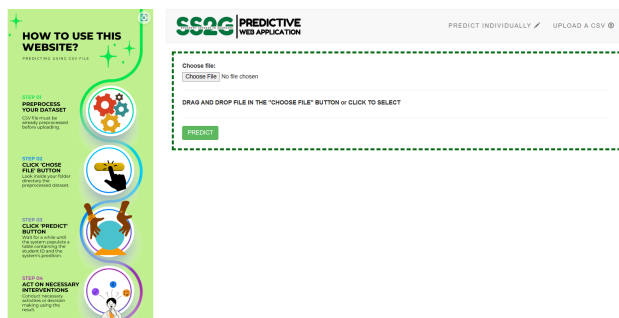 HOW TO USE THIS
WEBSITE?
PREDICTING USING CSV FILE
STEP 01
PREPROCESS
YOUR DATASET
CSV file must be
already preprocessed
before uploading.
STEP 02
CLICK 'CHOSE
FILE' BUTTON
Look inside your folder
directory the
preprocessed dataset.
STEP 03
CLICK 'PREDICT'
BUTTON
Wait for a while until
the system populate a
table containing the
student ID and the
system's predition.
STEP 04
ACT ON NECESSARY
INTERVENTIONS
Conduct necessary
activities or decision
making using the
result.
SS2G PREDICTIVE
WEB APPLICATION
PREDICT INDIVIDUALLY UPLOAD A CSV
Choose file:
Choose File No file chosen
DRAG AND DROP FILE IN THE "CHOOSE FILE" BUTTON or CLICK TO SELECT
PREDICT